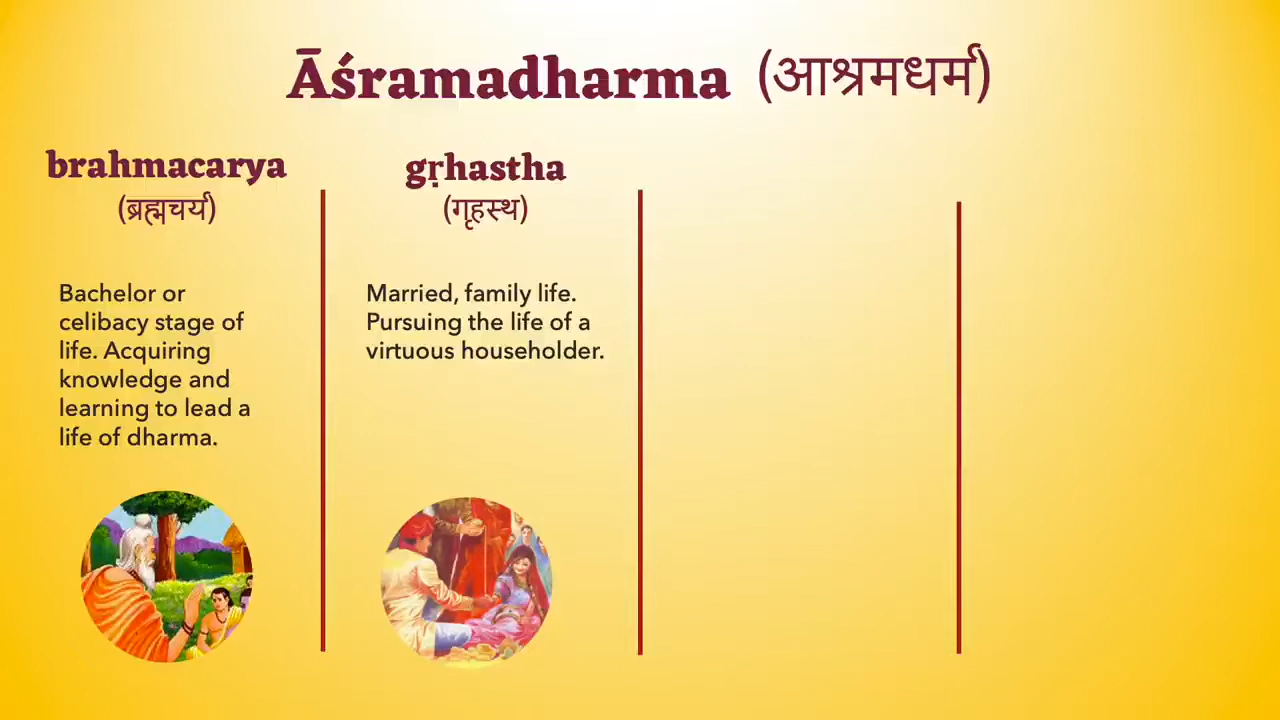 Āśramadharma (आश्रमधर्म)
brahmacarya
(ब्रह्मचर्य)
Bachelor or
celibacy stage of
life. Acquiring
knowledge and
learning to lead a
life of dharma.
gṛhastha
(गृहस्थ)
Married, family life.
Pursuing the life of a
virtuous householder.